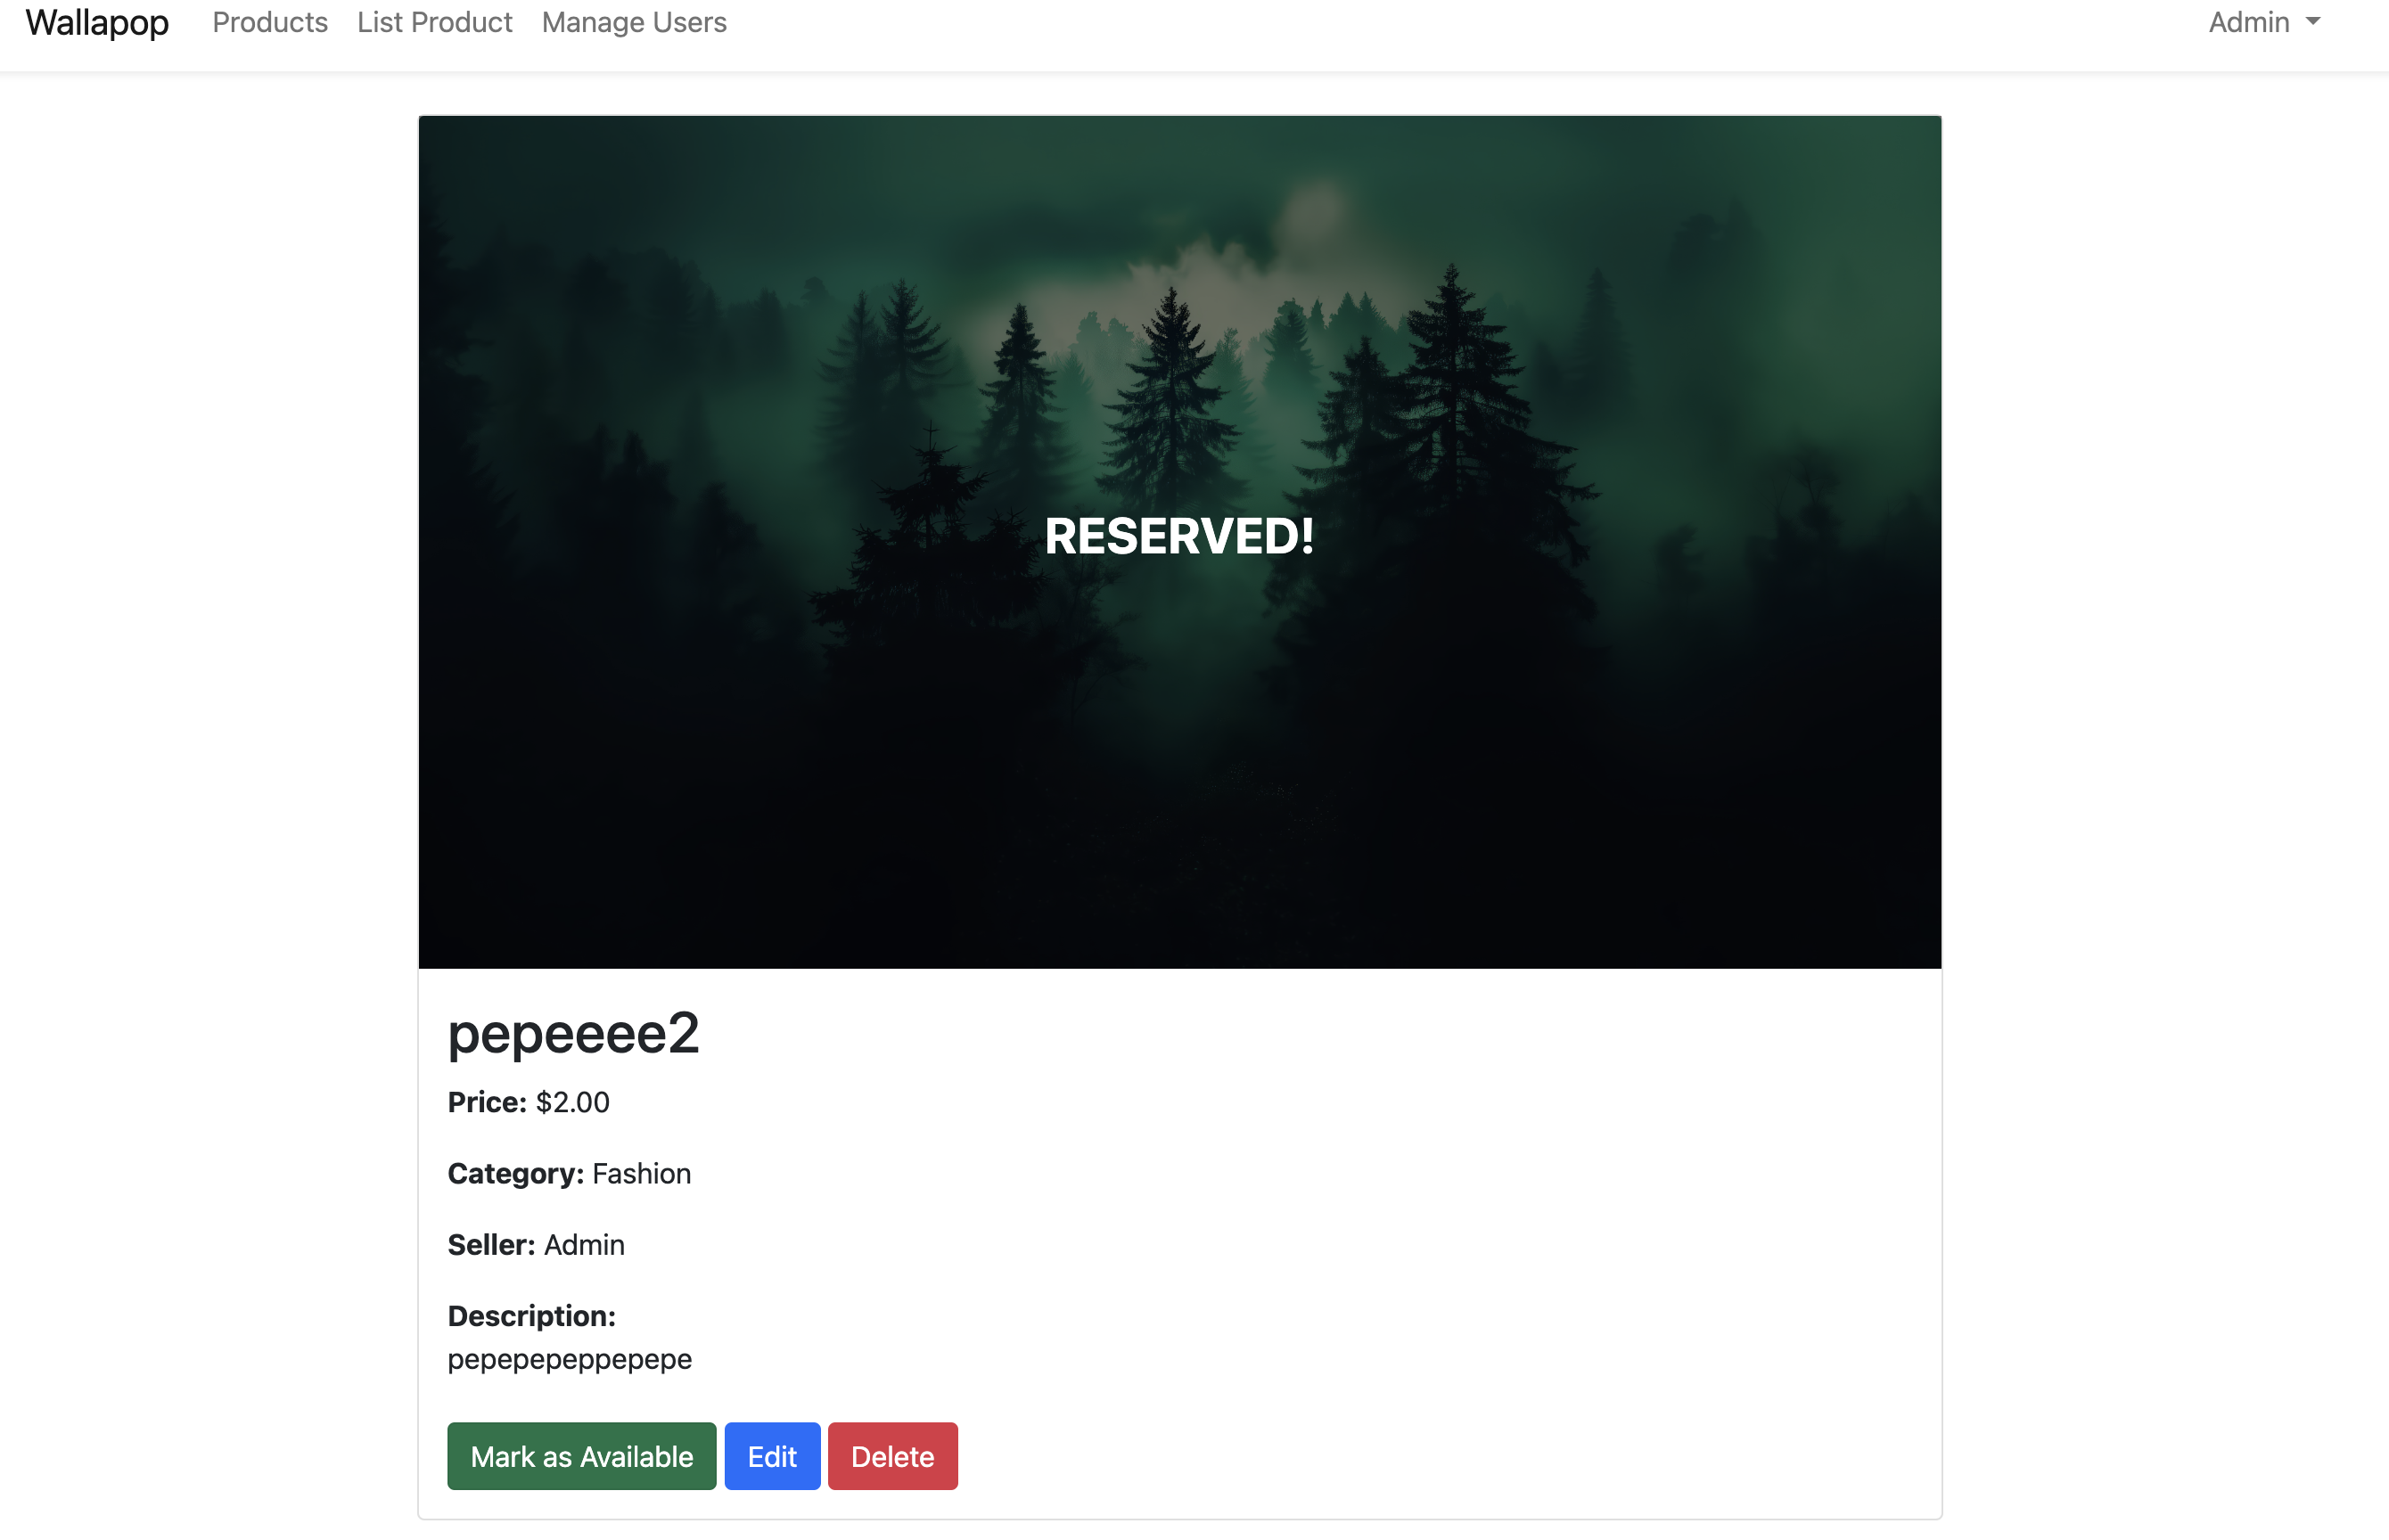 Wallapop Products List Product Manage Users Admin
RESERVED!
pepeeee2
Price: $2.00
Category: Fashion
Seller: Admin
Description:
pepepepeppepepe
Mark as Available Edit Delete